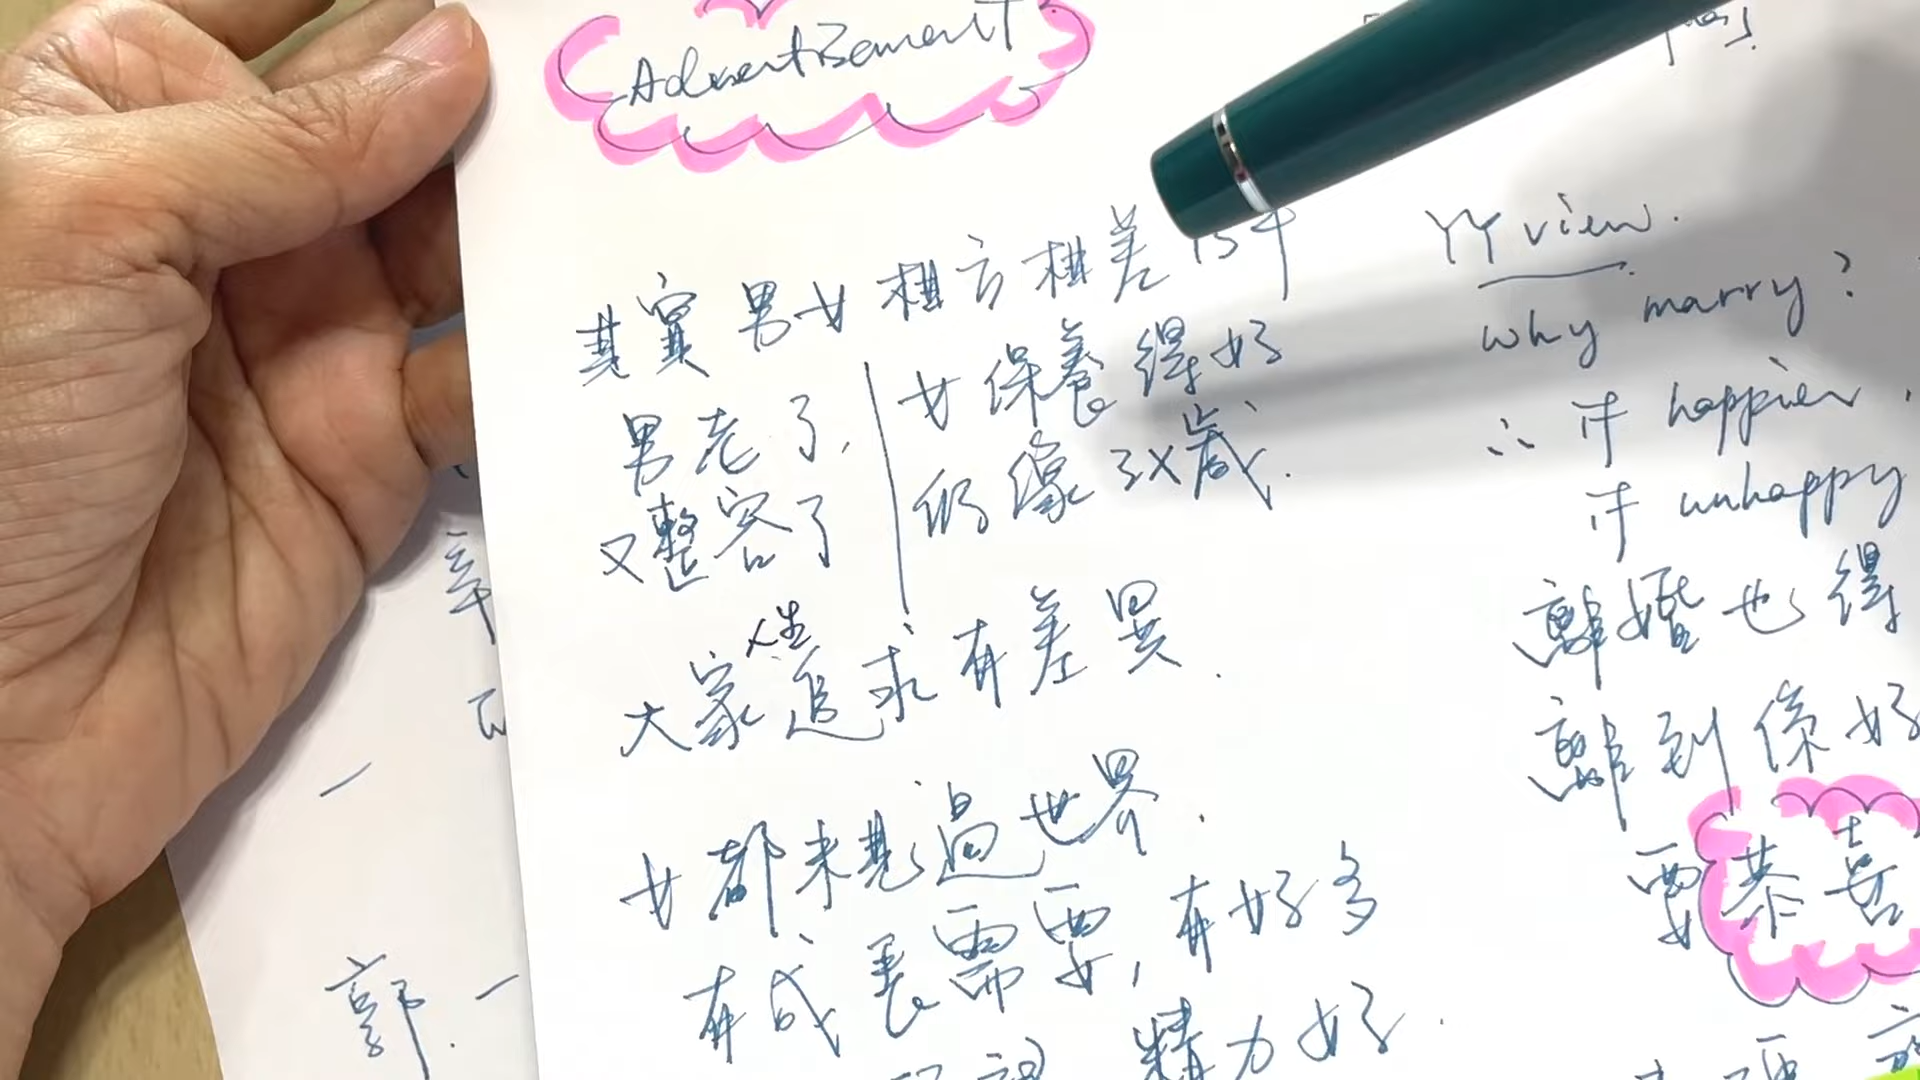 Advertisement
其實男女相方相差15年
男老了,
又整容了
女保養得好
仍像3X歲.
人生
大家追求有差異.
女都未見過世界.
有成長需要,有好多
精力好.
YY view.
why marry?
∴ if happier,
if unhappy
離婚也得
離到係好
要恭喜
郭